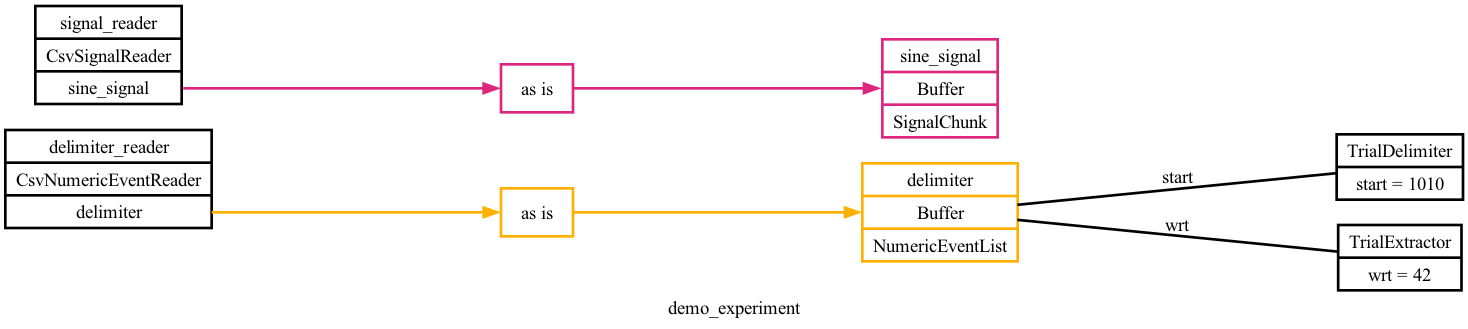 signal_reader
CsvSignalReader
sine_signal
as is
sine_signal
Buffer
SignalChunk
delimiter_reader
CsvNumericEventReader
delimiter
as is
delimiter
Buffer
NumericEventList
start
wrt
TrialDelimiter
start = 1010
TrialExtractor
wrt = 42
demo_experiment